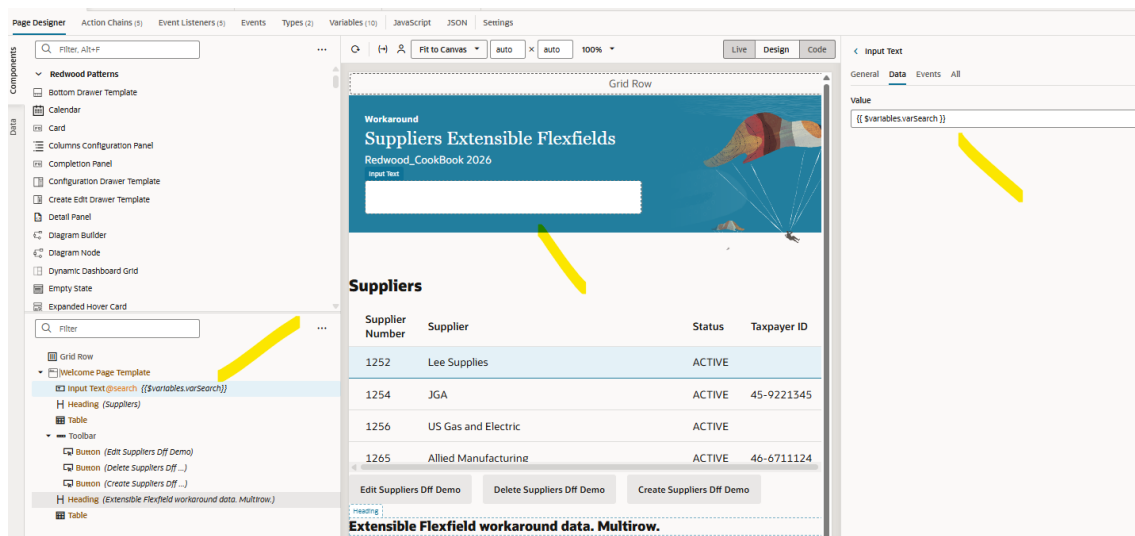 Page Designer Action Chains (5) Event Listeners (5) Events Types (2) Variables (10) JavaScript JSON Settings
Components
Data
Filter, Alt+F
Redwood Patterns
Bottom Drawer Template
Calendar
Card
Columns Configuration Panel
Completion Panel
Configuration Drawer Template
Create Edit Drawer Template
Detail Panel
Diagram Builder
Diagram Node
Dynamic Dashboard Grid
Empty State
Expanded Hover Card
Filter
Grid Row
Welcome Page Template
Input Text@search {{$variables.varSearch}}
Heading (Suppliers)
Table
Toolbar
Button (Edit Suppliers Dff Demo)
Button (Delete Suppliers Dff ...)
Button (Create Suppliers Dff ...)
Heading (Extensible Flexfield workaround data. Multrow.)
Table
Fit to Canvas auto × auto 100% Live Design Code
Grid Row
Workaround
Suppliers Extensible Flexfields
Redwood_CookBook 2026
Input Text
Suppliers
Supplier Number Supplier Status Taxpayer ID
1252 Lee Supplies ACTIVE
1254 JGA ACTIVE 45-9221345
1256 US Gas and Electric ACTIVE
1265 Allied Manufacturing ACTIVE 46-6711124
Edit Suppliers Dff Demo Delete Suppliers Dff Demo Create Suppliers Dff Demo
Heading
Extensible Flexfield workaround data. Multirow.
Input Text
General Data Events All
Value
{{ $variables.varSearch }}